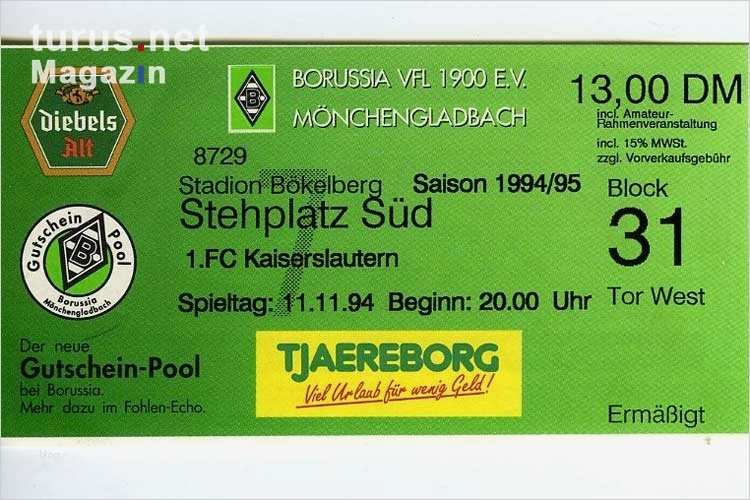 turus.net
Magazin
Diebels
Alt
BORUSSIA VFL 1900 E.V.
MÖNCHENGLADBACH
13,00 DM
incl. Amateur-
Rahmenveranstaltung
incl. 15% MWSt.
zzgl. Vorverkaufsgebühr
8729
Stadion Bökelberg Saison 1994/95
Stehplatz Süd
7
1.FC Kaiserslautern
Spieltag: 11.11.94 Beginn: 20.00 Uhr
Block
31
Tor West
Gutschein Pool
B
Borussia
Mönchengladbach
Der neue
Gutschein-Pool
bei Borussia.
Mehr dazu im Fohlen-Echo.
TJAEREBORG
Viel Urlaub für wenig Geld!
Ermäßigt